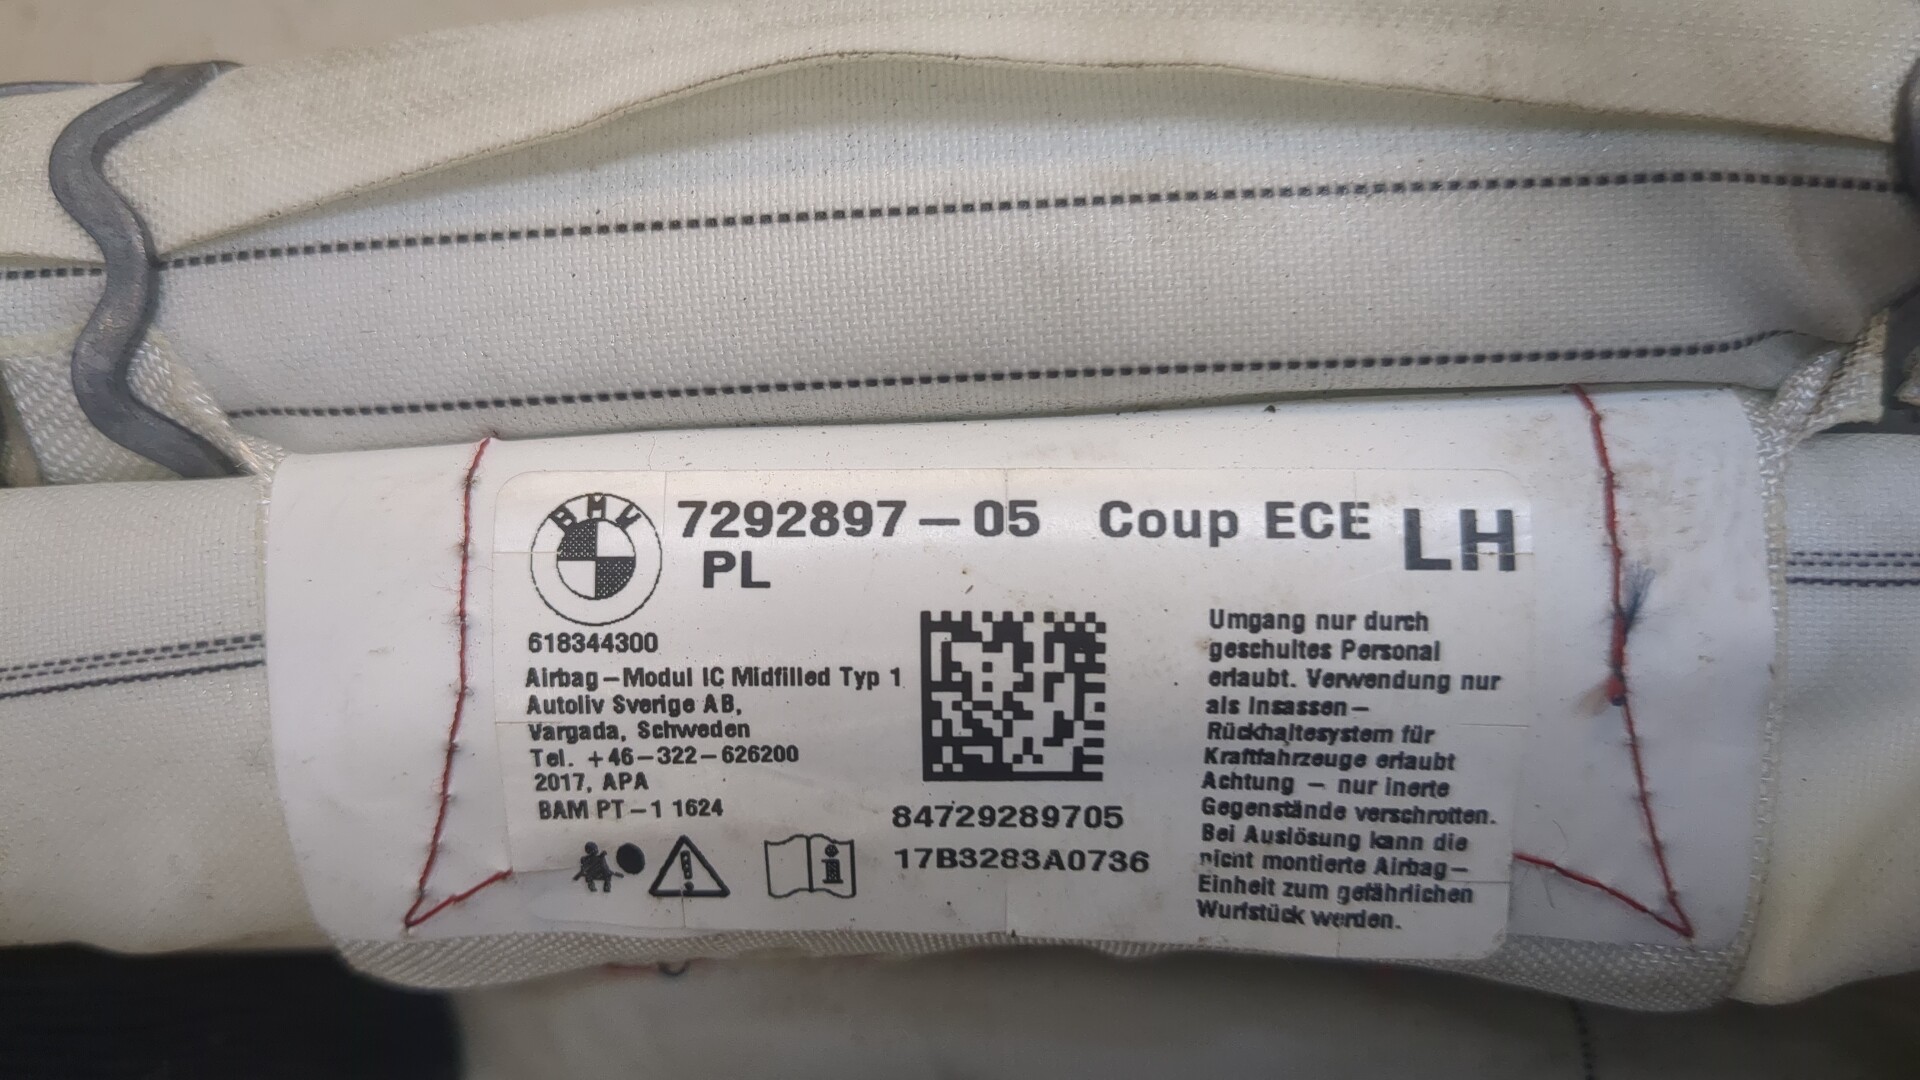 BMW
7292897-05 Coup ECE LH
PL
618344300
Airbag-Modul IC Midfilled Typ 1
Autoliv Sverige AB,
Vargada, Schweden
Tel. +46-322-626200
2017, APA
BAM PT-1 1624
84729289705
17B3283A0736
Umgang nur durch
geschultes Personal
erlaubt. Verwendung nur
als Insassen-
Rückhaltesystem für
Kraftfahrzeuge erlaubt
Achtung - nur inerte
Gegenstände verschrotten.
Bei Auslösung kann die
nicht montierte Airbag-
Einheit zum gefährlichen
Wurfstück werden.